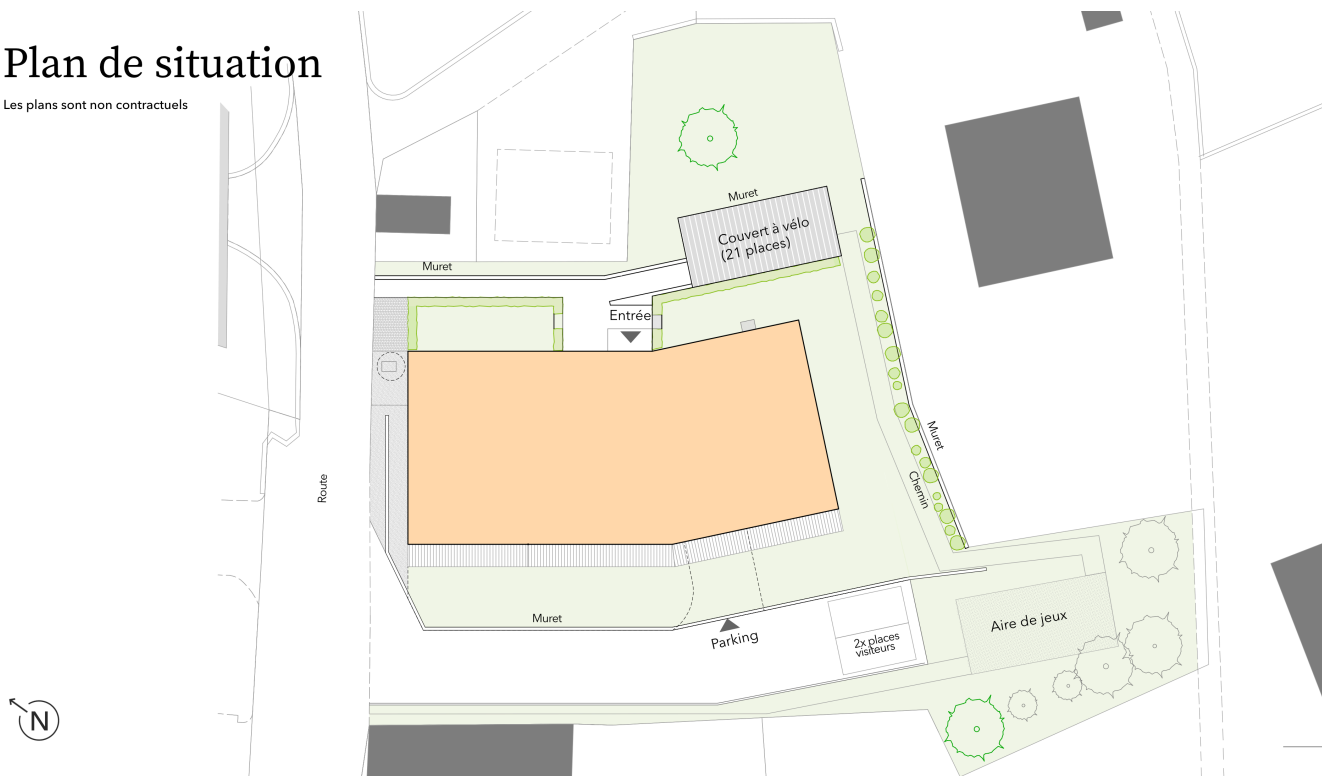 Plan de situation
Les plans sont non contractuels
Muret
Couvert à vélo
(21 places)
Muret
Entrée
Muret
Chemin
Route
Muret
Parking
2x places
visiteurs
Aire de jeux
N